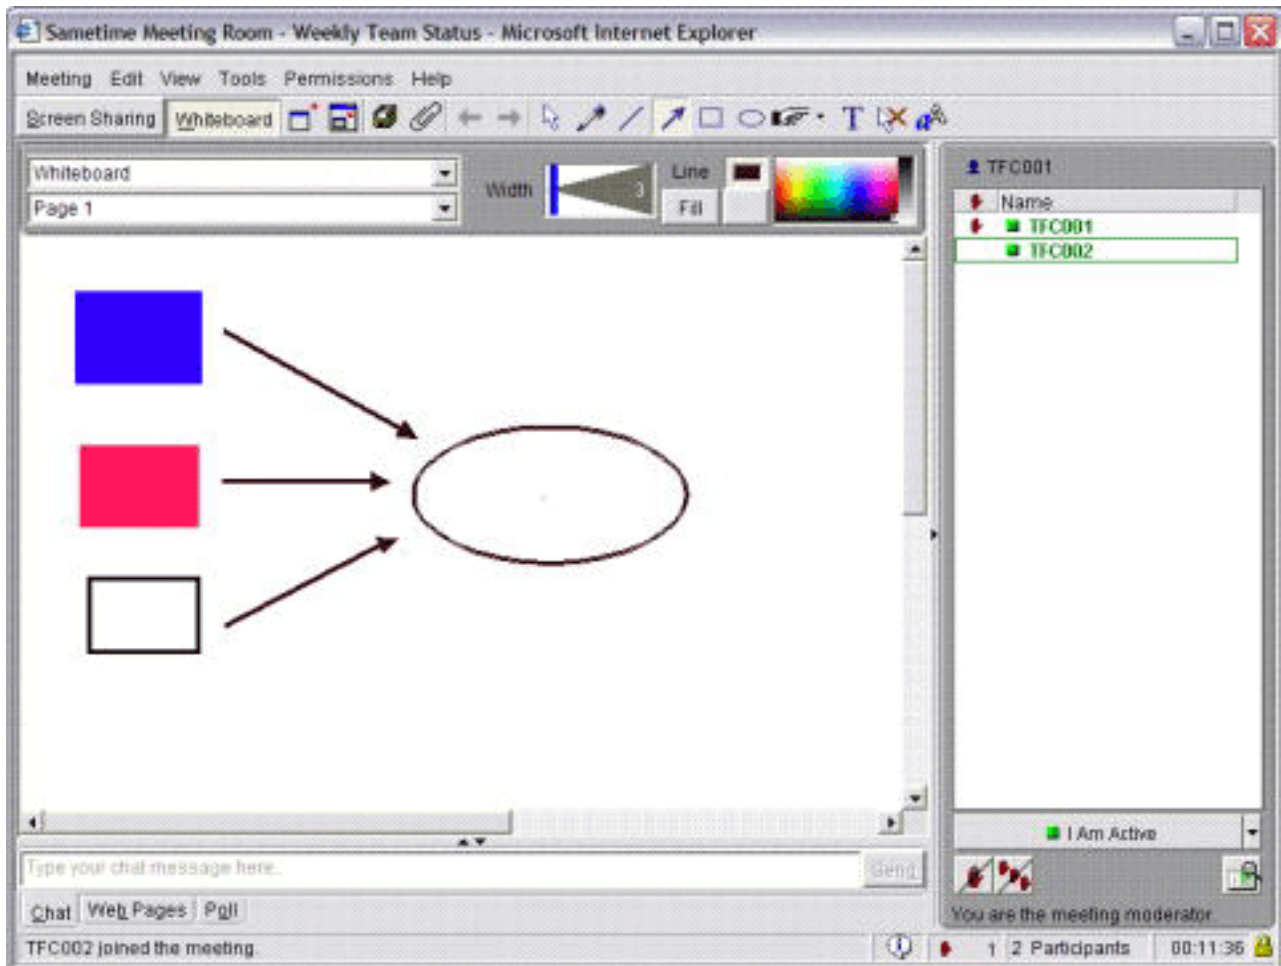 Sametime Meeting Room - Weekly Team Status - Microsoft Internet Explorer
Meeting Edit View Tools Permissions Help
Screen Sharing Whiteboard
Whiteboard
Page 1
Width 3 Line
Fill
TFC001
Name
TFC001
TFC002
I Am Active
Type your chat message here..
Send
Chat Web Pages Poll
You are the meeting moderator.
TFC002 joined the meeting.
1 2 Participants 00:11:36